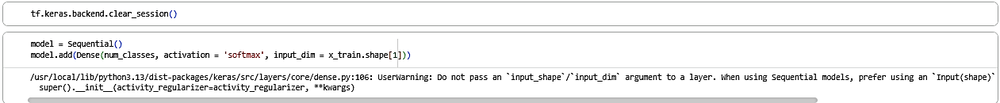 tf.keras.backend.clear_session()
model = Sequential()
model.add(Dense(num_classes, activation = 'softmax', input_dim = x_train.shape[1]))
/usr/local/lib/python3.13/dist-packages/keras/src/layers/core/dense.py:106: UserWarning: Do not pass an `input_shape`/`input_dim` argument to a layer. When using Sequential models, prefer using an `Input(shape)`
super().__init__(activity_regularizer=activity_regularizer, **kwargs)